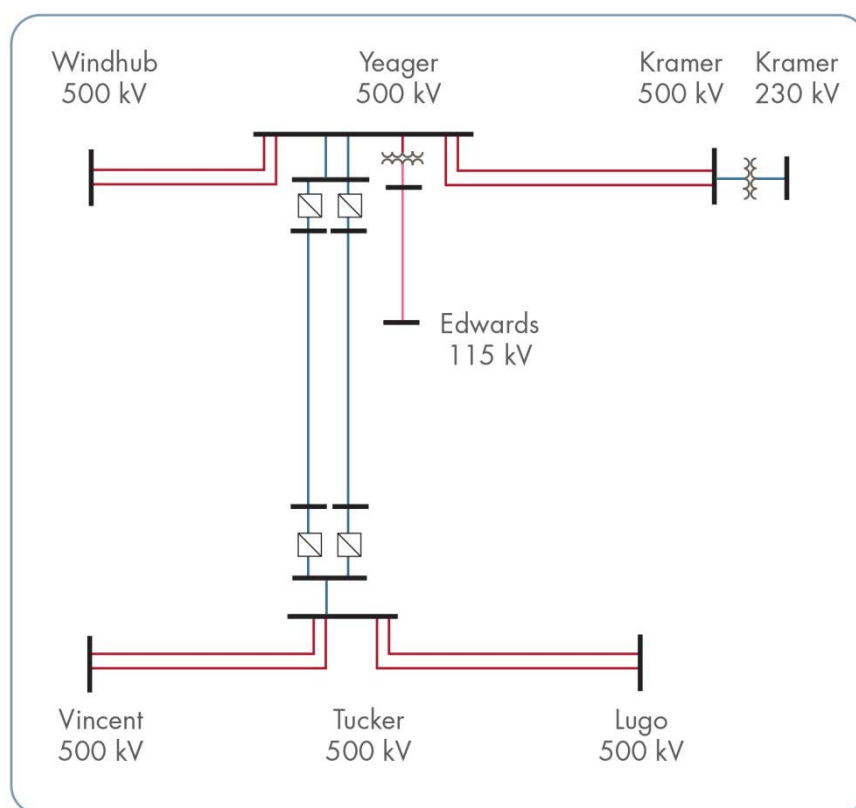 Windhub
500 kV
Yeager
500 kV
Kramer
500 kV
Kramer
230 kV
Edwards
115 kV
Vincent
500 kV
Tucker
500 kV
Lugo
500 kV